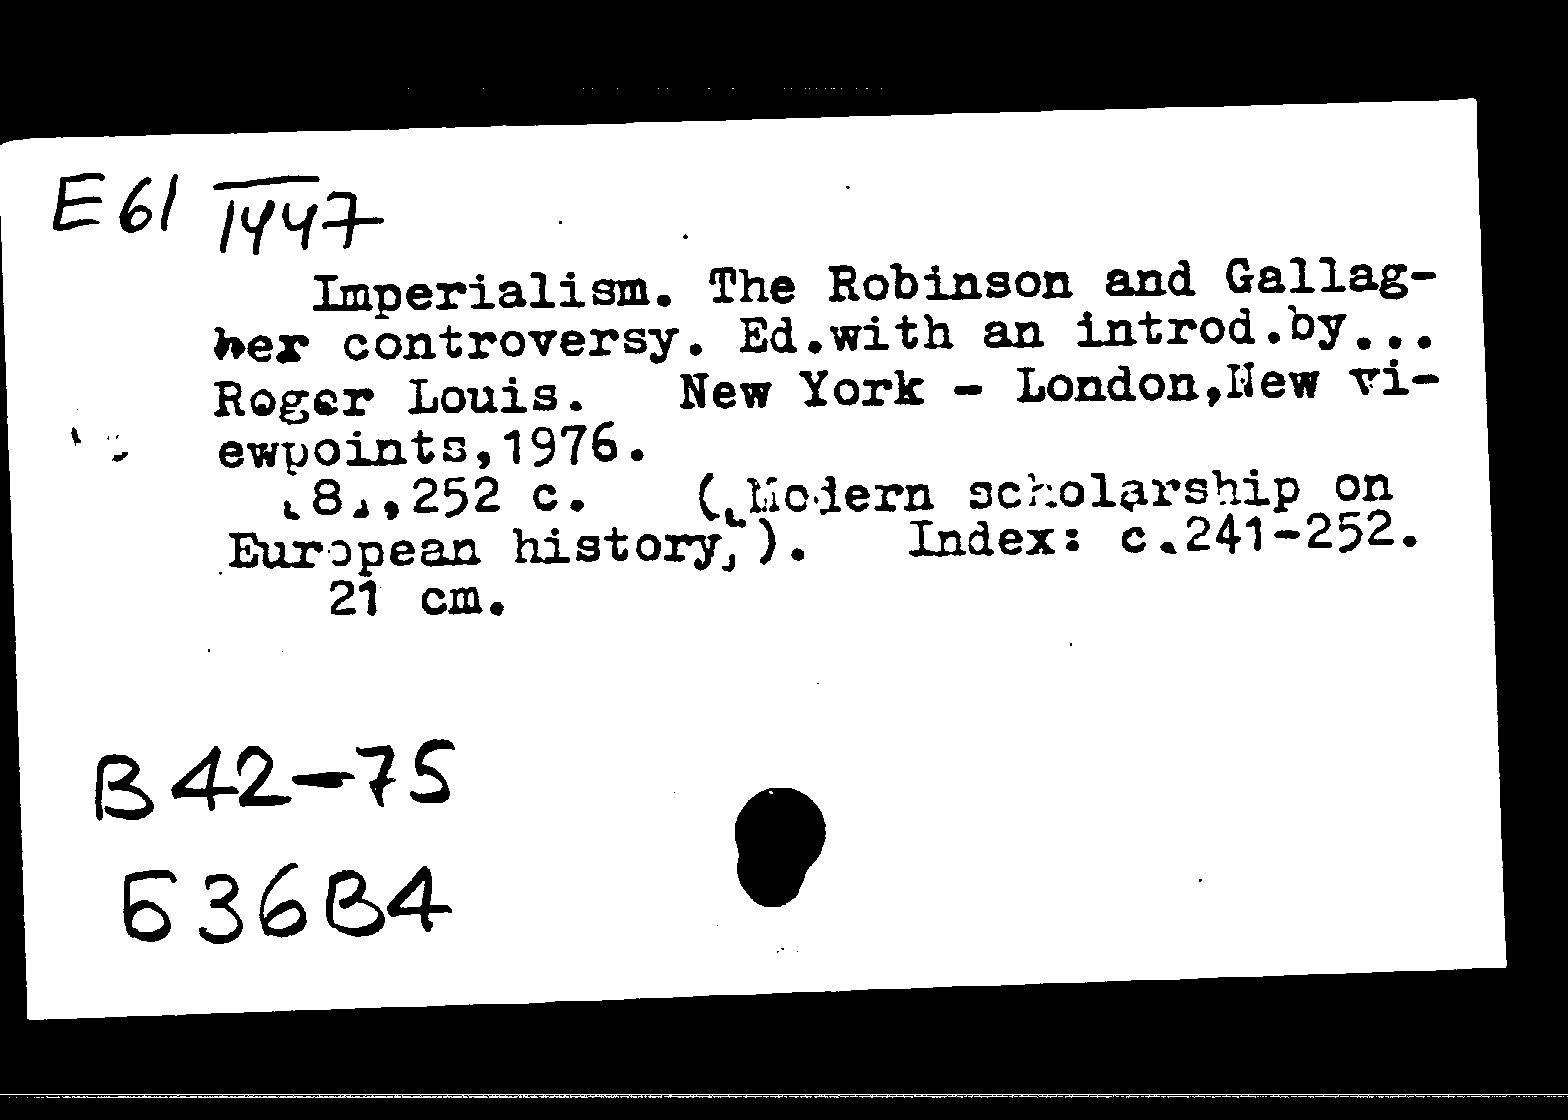 E61 1447
Imperialism. The Robinson and Gallag-
her controversy. Ed.with an introd.by...
Roger Louis. New York - London,New vi-
ewpoints,1976.
[8],252 c. ("Modern scholarship on
European history"). Index: c.241-252.
21 cm.
B42-75
Б36B4